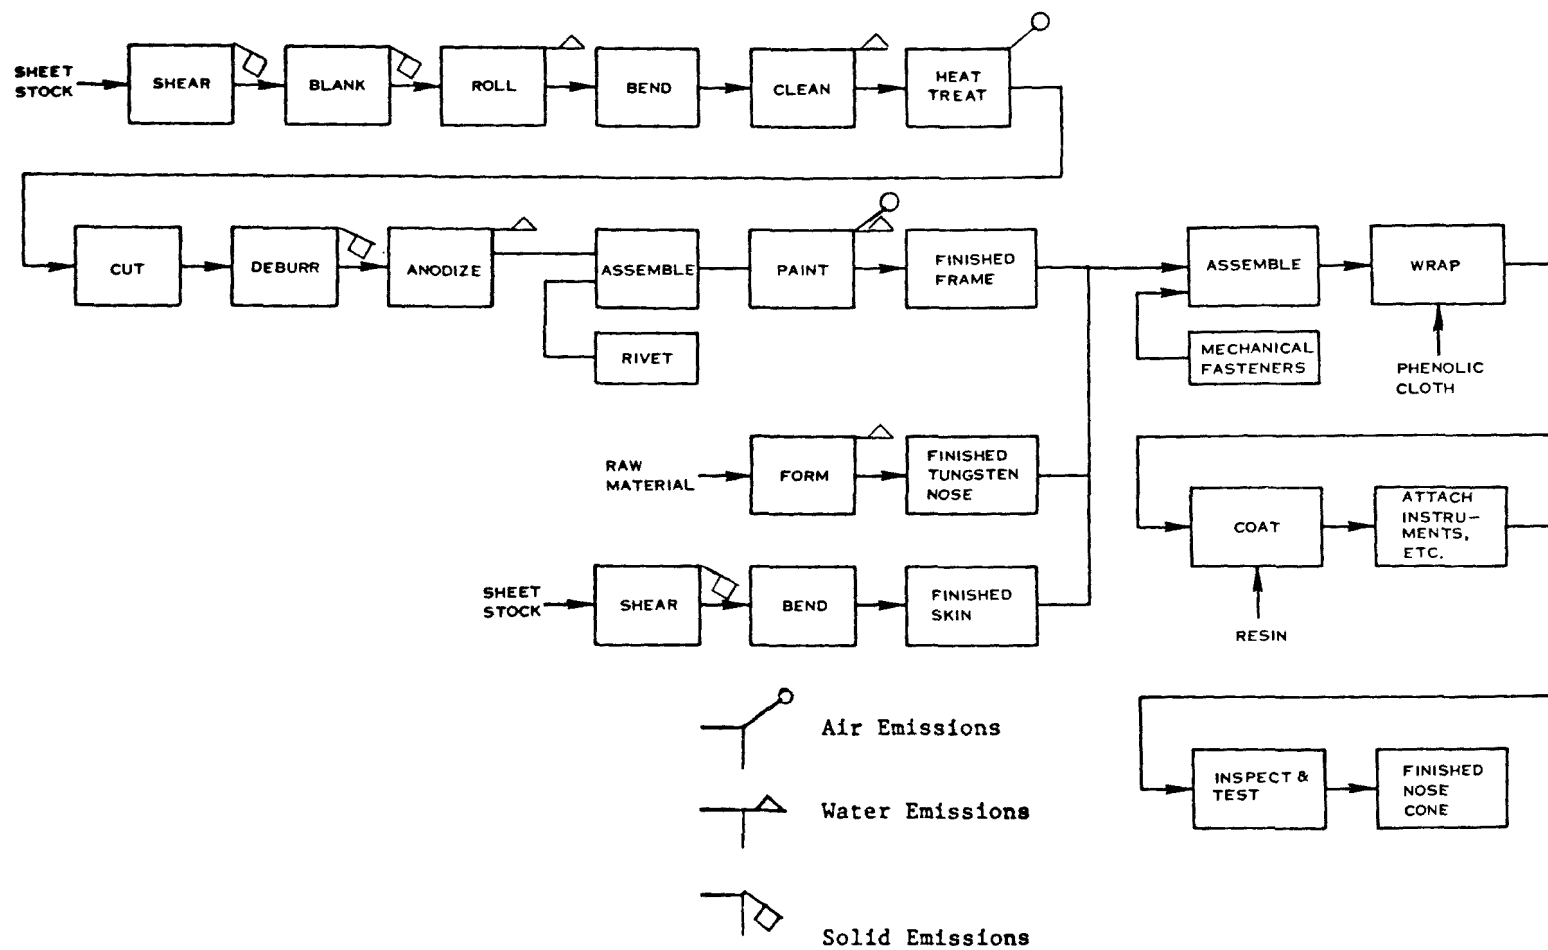 SHEET
STOCK
SHEAR
BLANK
ROLL
BEND
CLEAN
HEAT
TREAT
CUT
DEBURR
ANODIZE
ASSEMBLE
PAINT
FINISHED
FRAME
ASSEMBLE
WRAP
RIVET
MECHANICAL
FASTENERS
PHENOLIC
CLOTH
RAW
MATERIAL
FORM
FINISHED
TUNGSTEN
NOSE
COAT
ATTACH
INSTRU-
MENTS,
ETC.
SHEET
STOCK
SHEAR
BEND
FINISHED
SKIN
RESIN
Air Emissions
Water Emissions
Solid Emissions
INSPECT &
TEST
FINISHED
NOSE
CONE